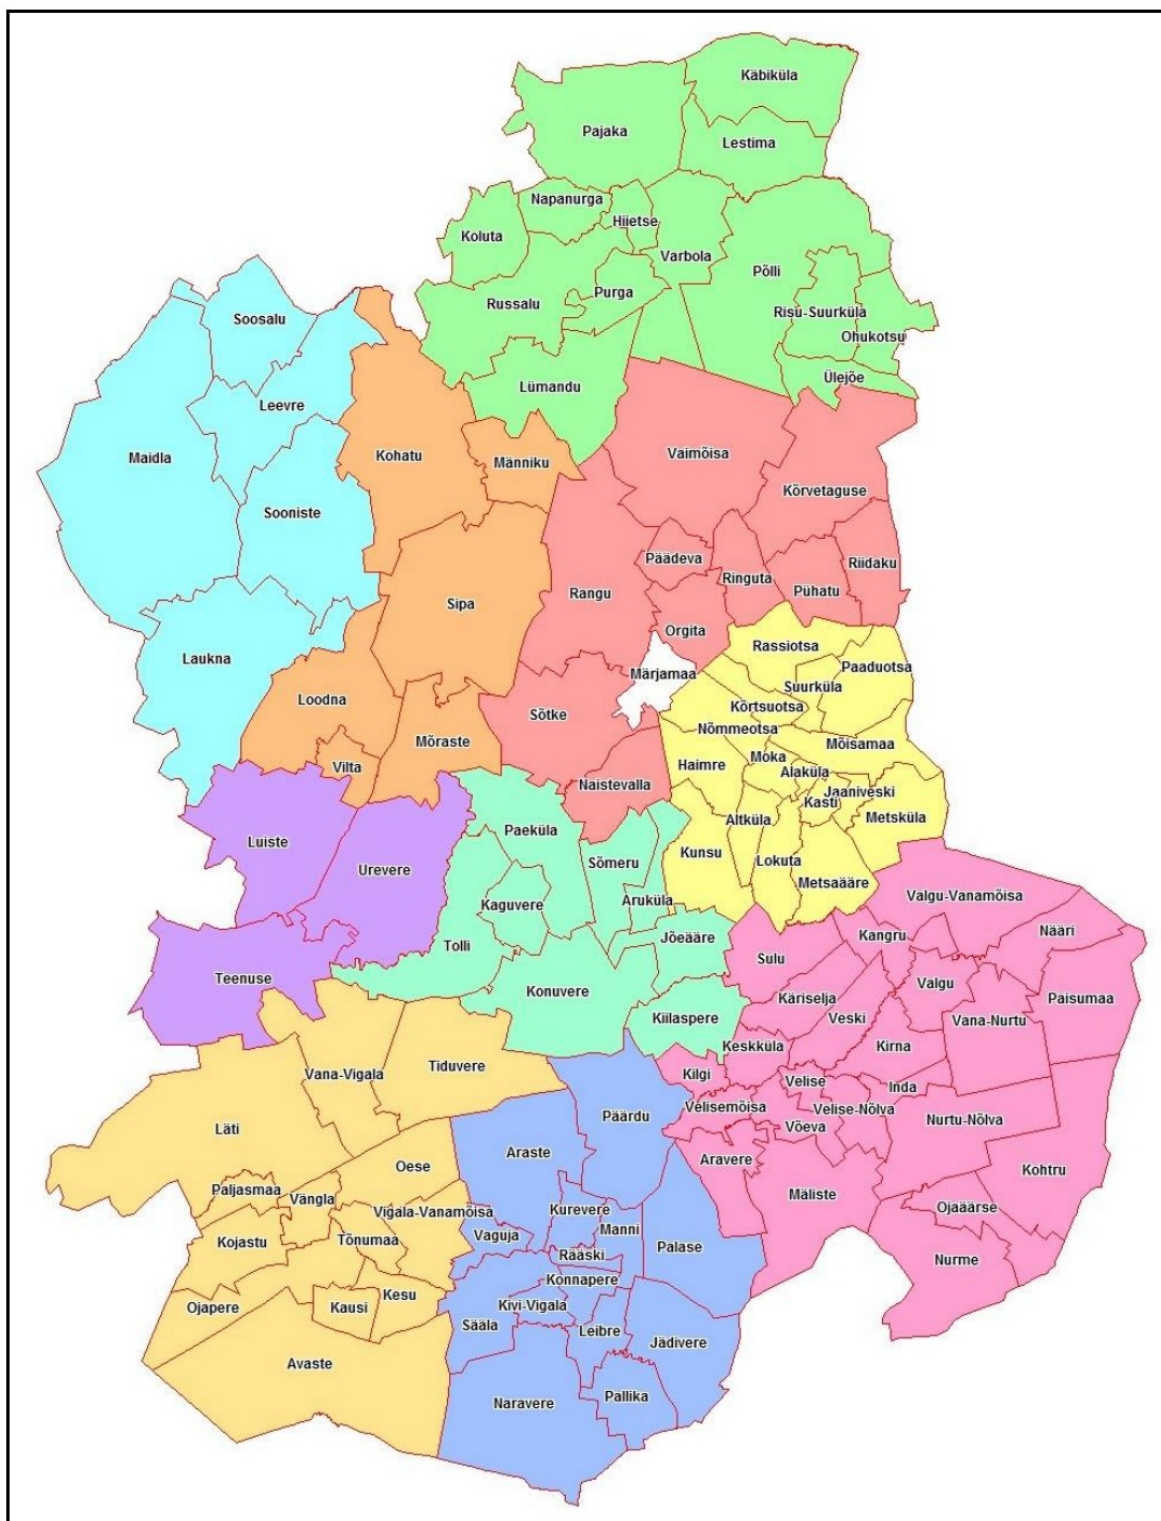 Käbiküla
Pajaka
Lestima
Napanurga
Hiietse
Koluta
Varbola
Põlli
Purga
Russalu
Risu-Suurküla
Soosalu
Ohukotsu
Ülejõe
Lümandu
Leevre
Vaimõisa
Kohatu
Männiku
Maidla
Kõrvetaguse
Sooniste
Päädeva
Riidaku
Ringuta
Pühatu
Rangu
Sipa
Orgita
Rassiotsa
Laukna
Paaduotsa
Märjamaa
Suurküla
Loodna
Kõrtsuotsa
Sõtke
Nõmmeotsa
Mõraste
Mõisamaa
Moka
Haimre
Vilta
Alaküla
Naistevalla
Jaaniveski
Kasti
Metsküla
Altküla
Paeküla
Luiste
Kunsu
Lokuta
Sõmeru
Urevere
Metsaääre
Valgu-Vanamõisa
Kaguvere
Aruküla
Nääri
Kangru
Jõeääre
Tolli
Sulu
Teenuse
Valgu
Konuvere
Käriselja
Paisumaa
Vana-Nurtu
Kiilaspere
Veski
Keskküla
Kirna
Tiduvere
Vana-Vigala
Kilgi
Velise
Inda
Velisemõisa
Velise-Nõlva
Päärdu
Nurtu-Nõlva
Võeva
Läti
Araste
Aravere
Oese
Kohtru
Mäliste
Paljasmaa
Vängla
Ojaäärse
Kurevere
Vigala-Vanamõisa
Manni
Vaguja
Tõnumaa
Kojastu
Palase
Rääski
Nurme
Konnapere
Kesu
Kivi-Vigala
Ojapere
Kausi
Sääla
Leibre
Jädivere
Avaste
Pallika
Naravere